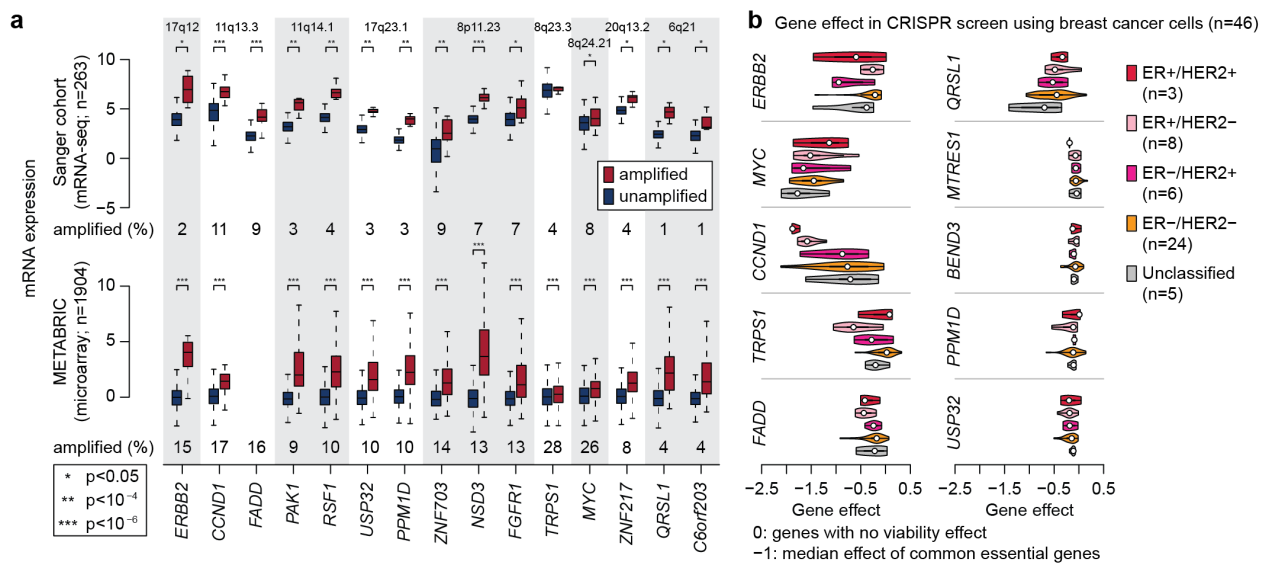 a
17q12 11q13.3 11q14.1 17q23.1 8p11.23 8q23.3 20q13.2 6q21
8q24.21
* *** *** ** ** *** ** ** *** * * * * *
mRNA expression
Sanger cohort
(mRNA-seq; n=263)
10
5
0
−5
amplified
unamplified
amplified (%) 2 11 9 3 4 3 3 9 7 7 4 8 4 1 1
METABRIC
(microarray; n=1904)
10
5
0
*** *** *** *** *** *** *** *** *** *** *** *** *** ***
amplified (%) 15 17 16 9 10 10 10 14 13 13 28 26 8 4 4
* p<0.05
** p<10−4
*** p<10−6
ERBB2 CCND1 FADD PAK1 RSF1 USP32 PPM1D ZNF703 NSD3 FGFR1 TRPS1 MYC ZNF217 QRSL1 C6orf203
b Gene effect in CRISPR screen using breast cancer cells (n=46)
ERBB2
MYC
CCND1
TRPS1
FADD
−2.5 −1.5 −0.5 0.5
Gene effect
QRSL1
MTRES1
BEND3
PPM1D
USP32
−2.5 −1.5 −0.5 0.5
Gene effect
ER+/HER2+
(n=3)
ER+/HER2−
(n=8)
ER−/HER2+
(n=6)
ER−/HER2−
(n=24)
Unclassified
(n=5)
0: genes with no viability effect
−1: median effect of common essential genes